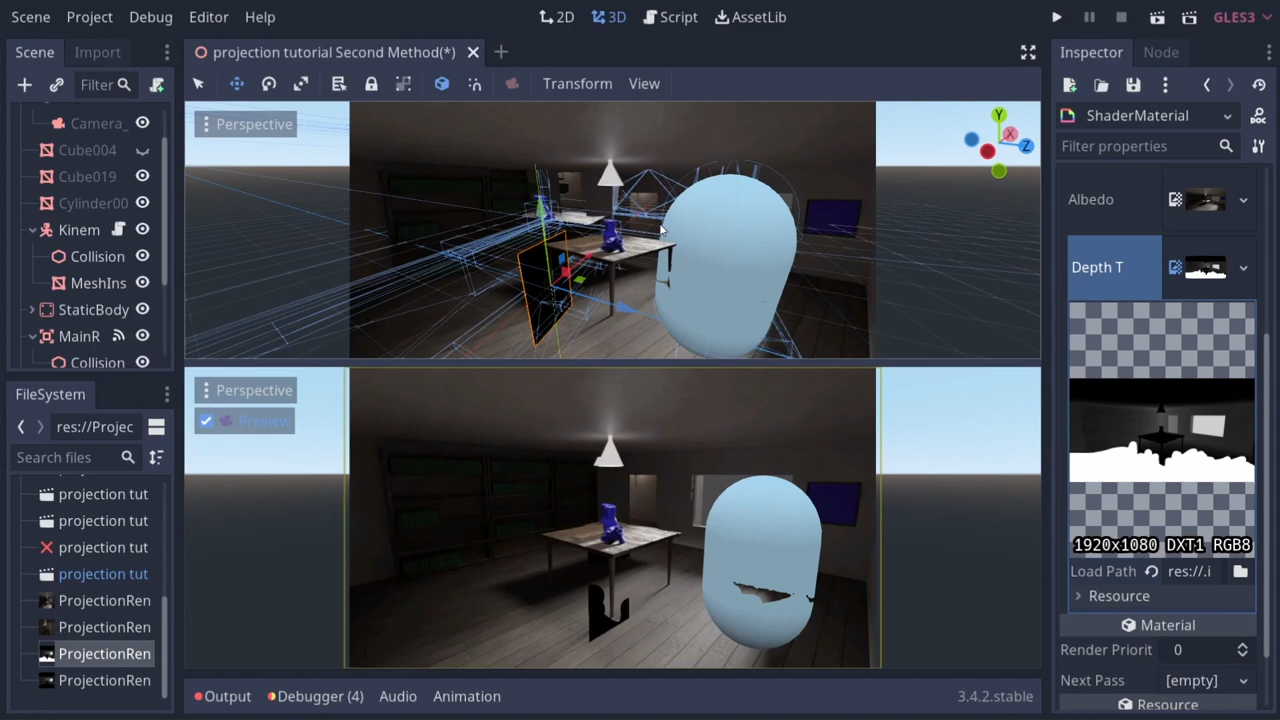 Scene Project Debug Editor Help
2D 3D Script AssetLib
GLES3
Scene Import
Filter
Camera_
Cube004
Cube019
Cylinder00
Kinem
Collision
MeshIns
StaticBody
MainR
Collision
FileSystem
res://Projec
Search files
projection tut
projection tut
projection tut
projection tut
ProjectionRen
ProjectionRen
ProjectionRen
ProjectionRen
projection tutorial Second Method(*)
Transform View
Perspective
Y
X
Z
Perspective
Preview
Output Debugger (4) Audio Animation 3.4.2.stable
Inspector Node
ShaderMaterial
Filter properties
Albedo
Depth T
1920x1080 DXT1 RGB8
Load Path res://.i
Resource
Material
Render Priorit 0
Next Pass [empty]
Resource